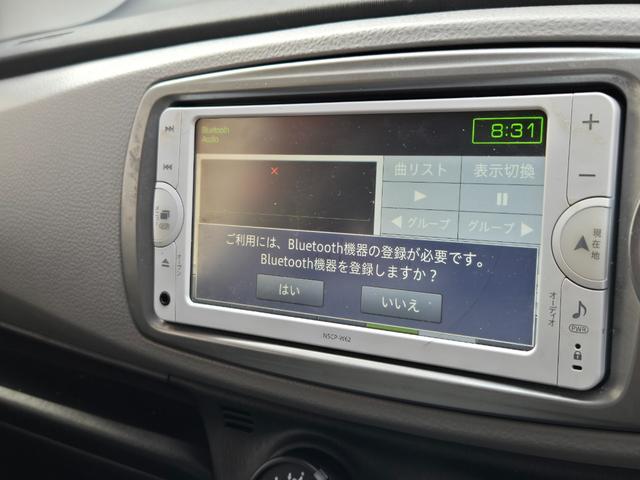 Bluetooth
Audio
8:31
曲リスト
表示切換
◀グループ
グループ▶
ご利用には、Bluetooth機器の登録が必要です。
Bluetooth機器を登録しますか？
はい
いいえ
NSCP-W62
オープン
現在地
オーディオ
PWR